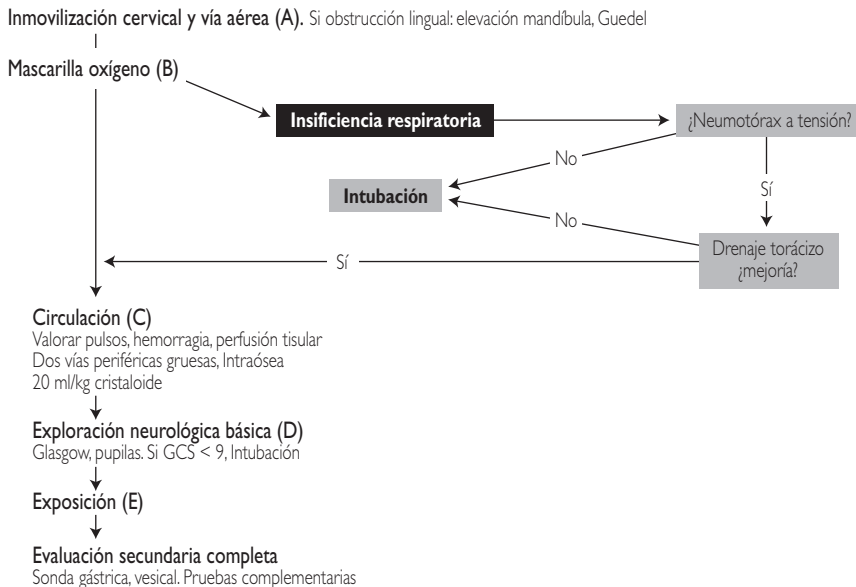 Inmovilización cervical y vía aérea (A). Si obstrucción lingual: elevación mandíbula, Guedel
Mascarilla oxígeno (B)
Insificiencia respiratoria
¿Neumotórax a tensión?
No
Sí
Intubación
No
Drenaje torácizo
¿mejoría?
Sí
Circulación (C)
Valorar pulsos, hemorragia, perfusión tisular
Dos vías periféricas gruesas, Intraósea
20 ml/kg cristaloide
Exploración neurológica básica (D)
Glasgow, pupilas. Si GCS < 9, Intubación
Exposición (E)
Evaluación secundaria completa
Sonda gástrica, vesical. Pruebas complementarias